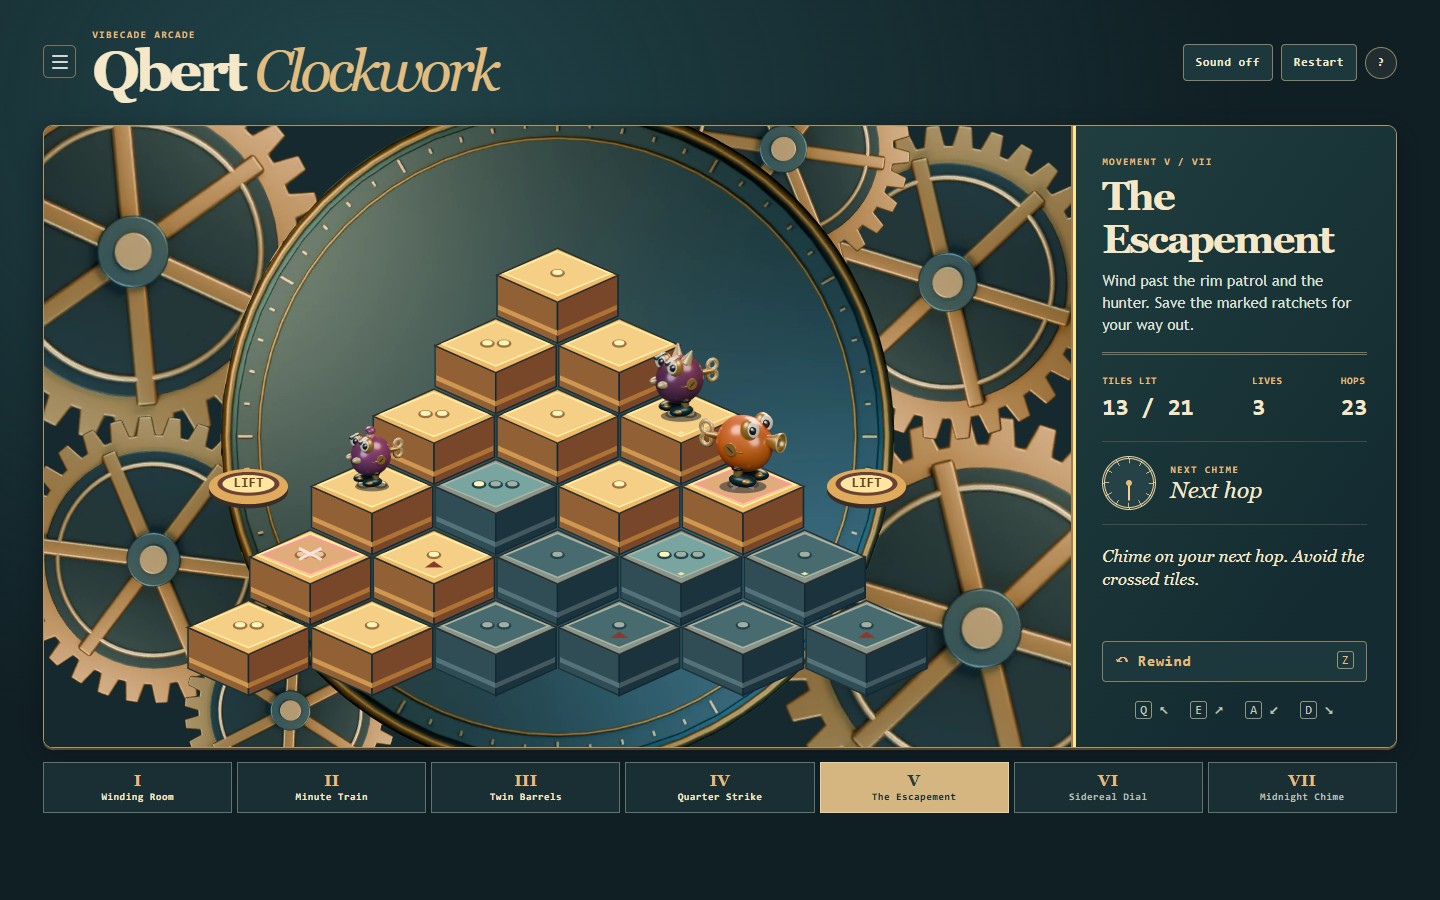 VIBECADE ARCADE
Qbert Clockwork
Sound off
Restart
?
LIFT
LIFT
MOVEMENT V / VII
The
Escapement
Wind past the rim patrol and the
hunter. Save the marked ratchets for
your way out.
TILES LIT
LIVES
HOPS
13 / 21
3
23
NEXT CHIME
Next hop
Chime on your next hop. Avoid the
crossed tiles.
↶ Rewind
Z
Q ↖ E ↗ A ↙ D ↘
I
Winding Room
II
Minute Train
III
Twin Barrels
IV
Quarter Strike
V
The Escapement
VI
Sidereal Dial
VII
Midnight Chime